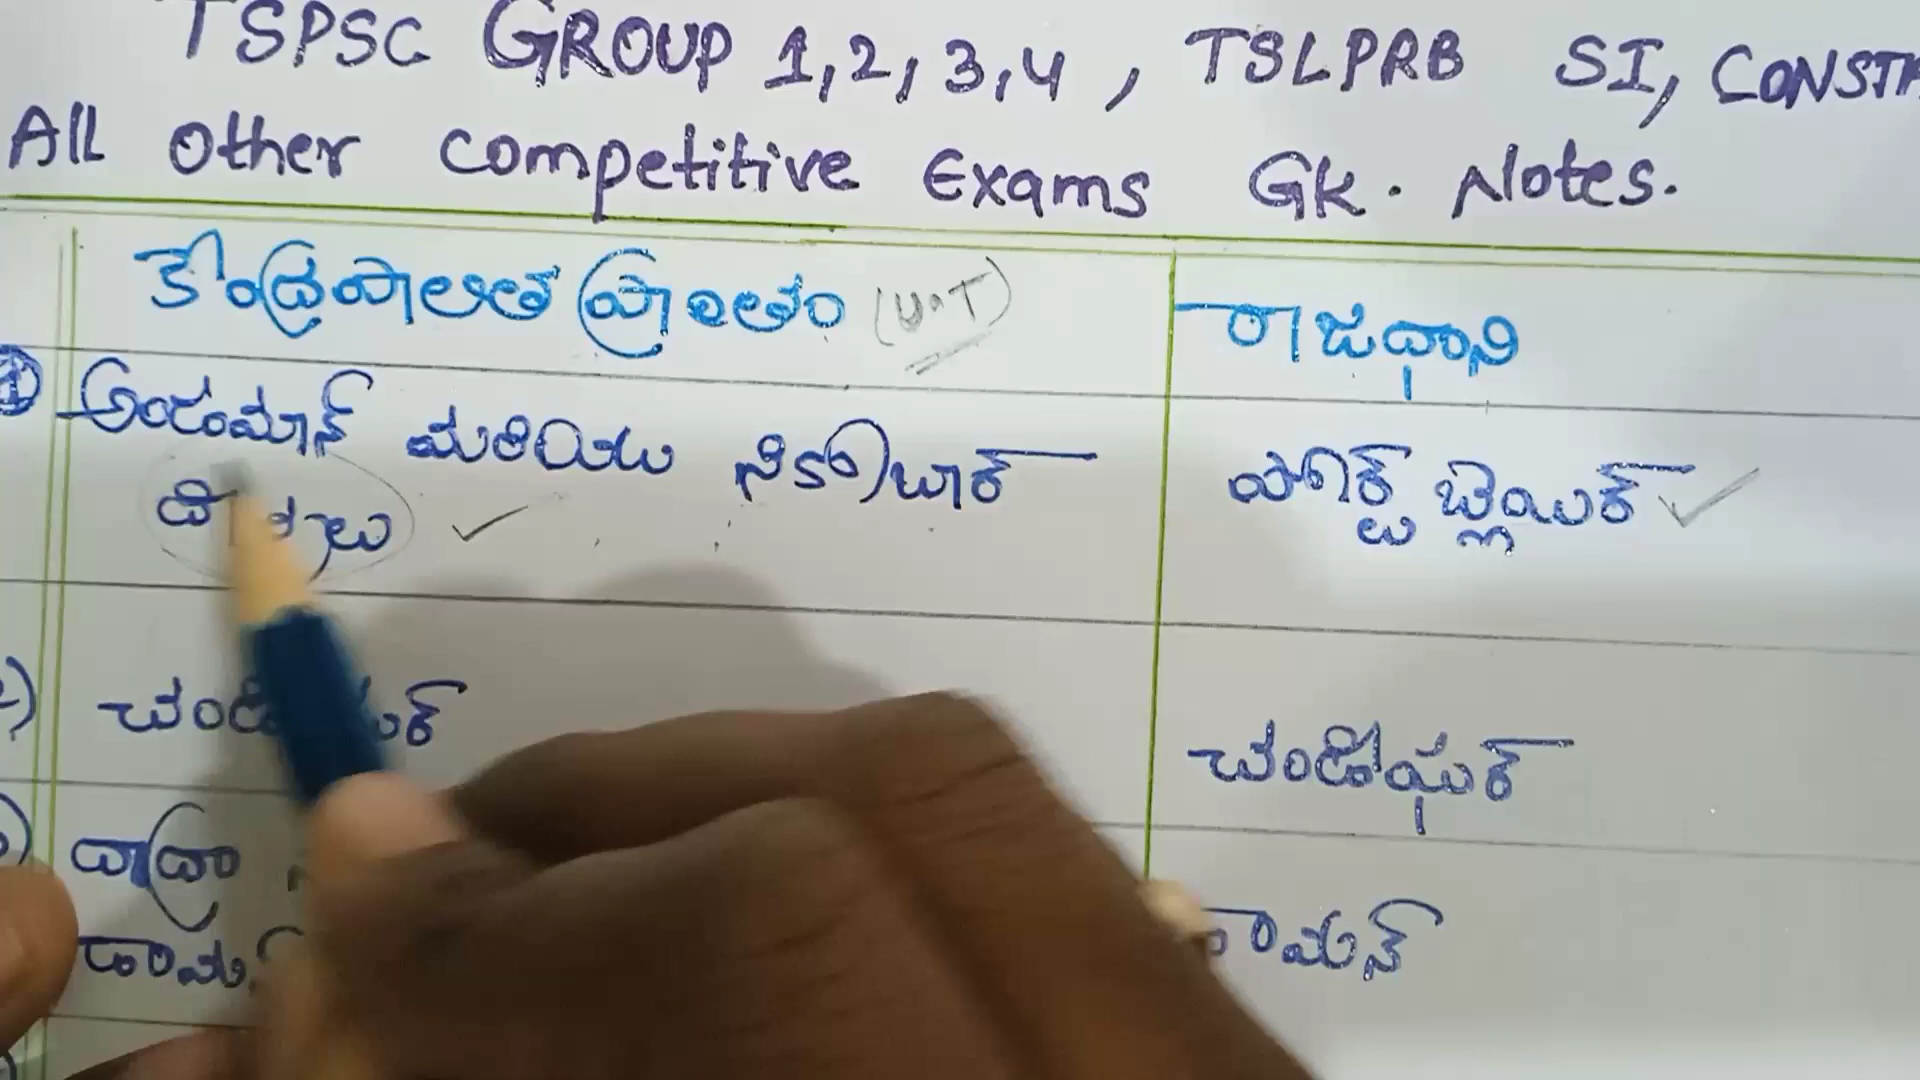 TSPSC GROUP 1,2,3,4, TSLPRB SI,
All Other competitive Exams Gk. Notes.
కేంద్రపాలిత ప్రాంతం (U.T) రాజధాని
1 అండమాన్ మరియు నికోబార్ పోర్ట్ బ్లెయిర్
చండీఘర్
దాద్రా